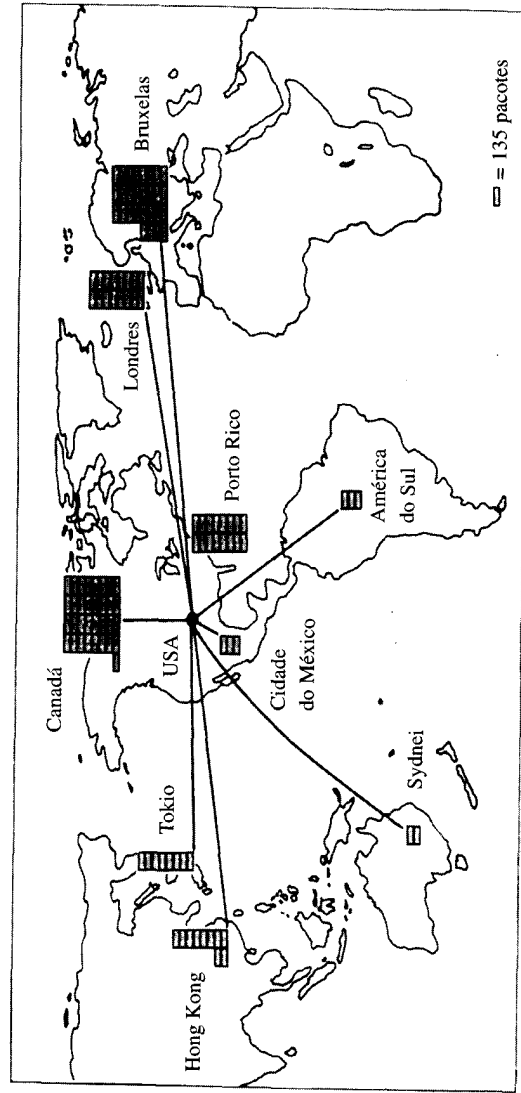 Canadá
Bruxelas
Londres
Tokio
USA
Porto Rico
Hong Kong
Cidade
do México
América
do Sul
Sydnei
= 135 pacotes